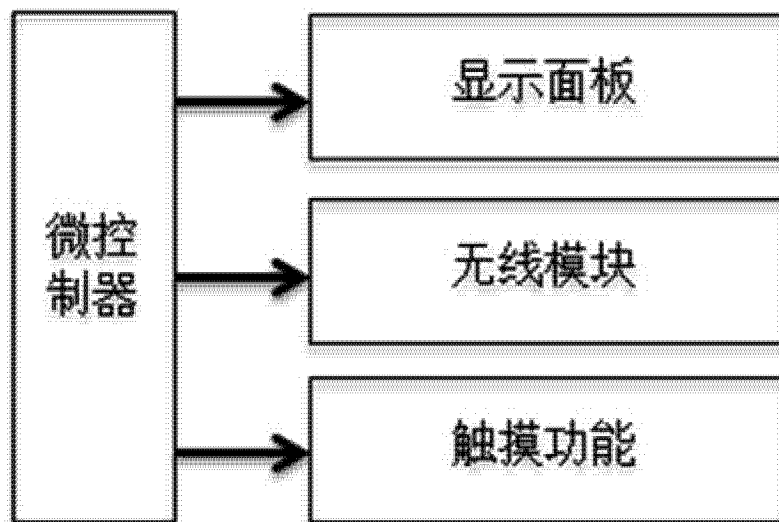 显示面板
微控
制器
无线模块
触摸功能